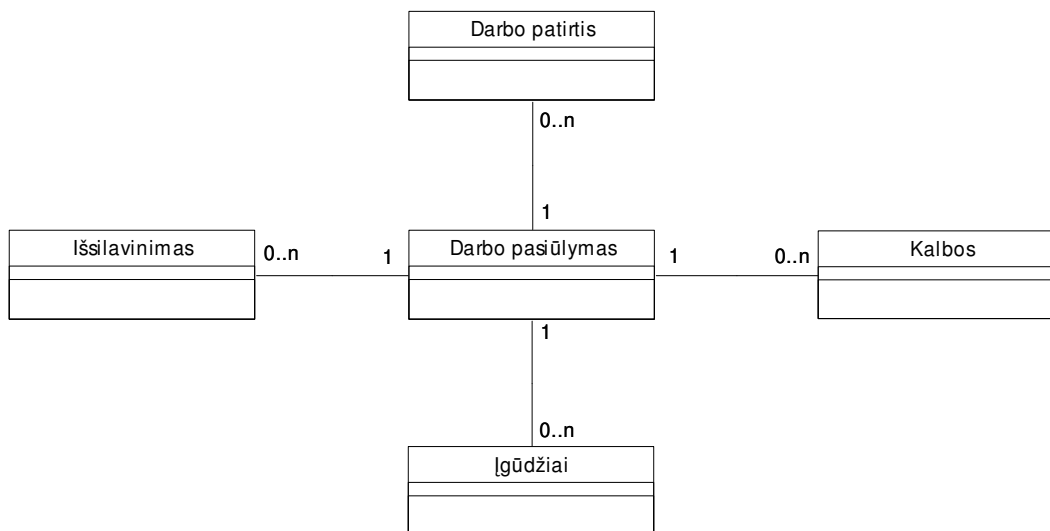 Darbo patirtis
0..n
1
Išsilavinimas
0..n
1
Darbo pasiūlymas
1
0..n
Kalbos
1
0..n
Įgūdžiai